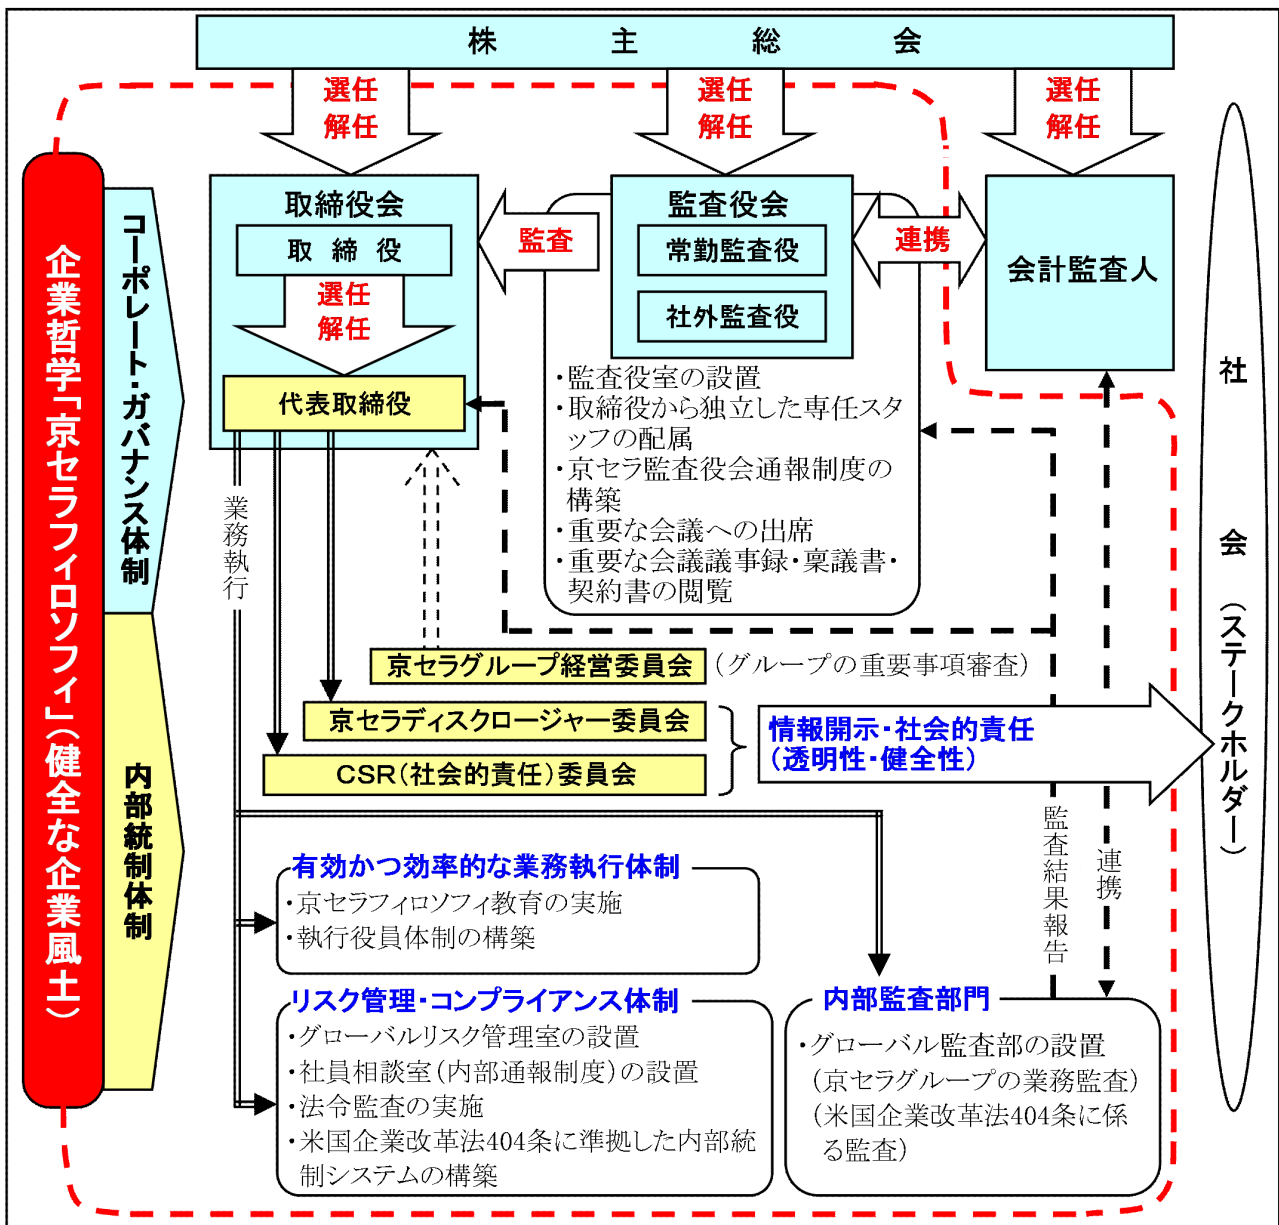 株主総会
選任
解任
選任
解任
選任
解任
企業哲学「京セラフィロソフィ」(健全な企業風土)
コーポレート・ガバナンス体制
内部統制体制
取締役会
取締役
選任
解任
代表取締役
監査
監査役会
常勤監査役
社外監査役
連携
会計監査人
・監査役室の設置
・取締役から独立した専任スタ
ッフの配属
・京セラ監査役会通報制度の
構築
・重要な会議への出席
・重要な会議議事録・稟議書・
契約書の閲覧
業務執行
京セラグループ経営委員会
(グループの重要事項審査)
京セラディスクロージャー委員会
CSR(社会的責任)委員会
情報開示・社会的責任
(透明性・健全性)
社会(ステークホルダー)
監査結果報告
連携
有効かつ効率的な業務執行体制
・京セラフィロソフィ教育の実施
・執行役員体制の構築
リスク管理・コンプライアンス体制
・グローバルリスク管理室の設置
・社員相談室(内部通報制度)の設置
・法令監査の実施
・米国企業改革法404条に準拠した内部統
制システムの構築
内部監査部門
・グローバル監査部の設置
(京セラグループの業務監査)
(米国企業改革法404条に係
る監査)